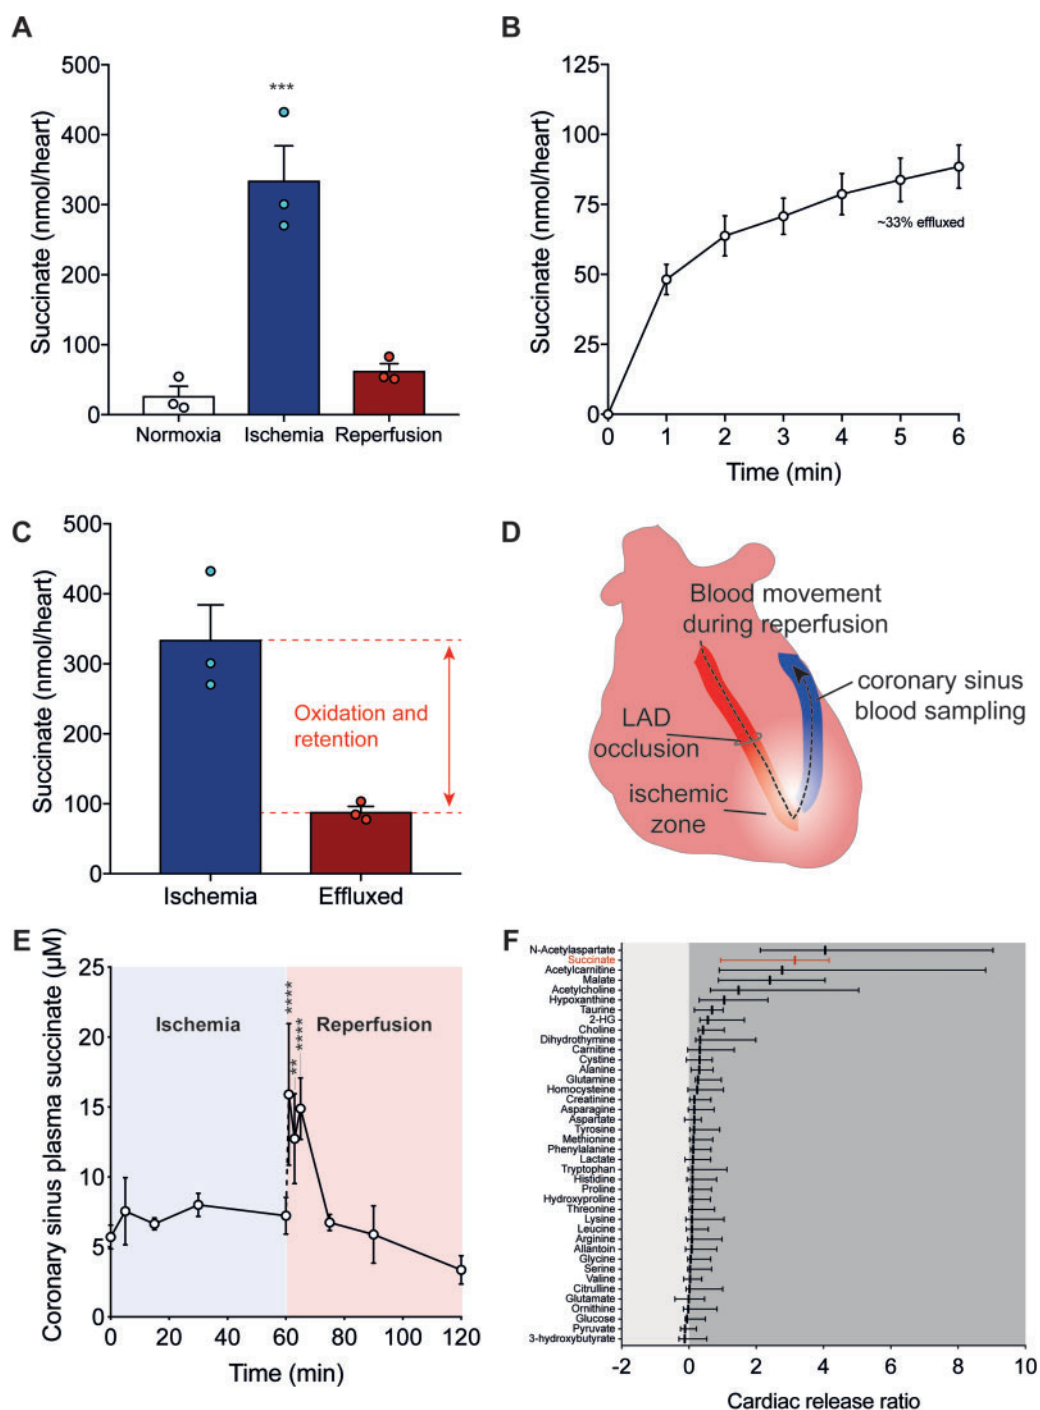 A
Succinate (nmol/heart)
500
400
300
200
100
0
***
Normoxia
Ischemia
Reperfusion
B
Succinate (nmol/heart)
125
100
75
50
25
0
~33% effluxed
0 1 2 3 4 5 6
Time (min)
C
Succinate (nmol/heart)
500
400
300
200
100
0
Oxidation and
retention
Ischemia
Effluxed
D
Blood movement
during reperfusion
coronary sinus
blood sampling
LAD
occlusion
ischemic
zone
E
Coronary sinus plasma succinate (µM)
25
20
15
10
5
0
Ischemia
Reperfusion
****
**
****
0 20 40 60 80 100 120
Time (min)
F
N-Acetylaspartate
Succinate
Acetylcarnitine
Malate
Acetylcholine
Hypoxanthine
Taurine
2-HG
Choline
Dihydrothymine
Carnitine
Cystine
Alanine
Glutamine
Homocysteine
Creatinine
Asparagine
Aspartate
Tyrosine
Methionine
Phenylalanine
Lactate
Tryptophan
Histidine
Proline
Hydroxyproline
Threonine
Lysine
Leucine
Arginine
Allantoin
Glycine
Serine
Valine
Citrulline
Glutamate
Ornithine
Glucose
Pyruvate
3-hydroxybutyrate
-2 0 2 4 6 8 10
Cardiac release ratio